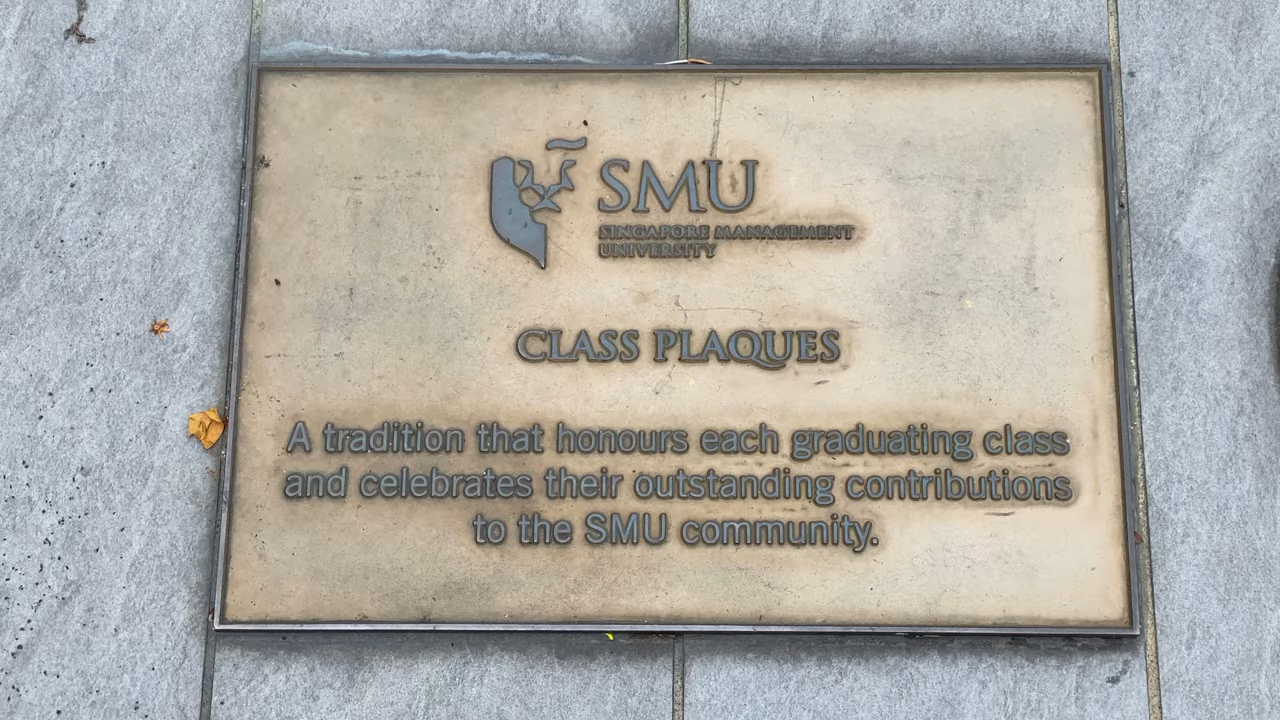 SMU
SINGAPORE MANAGEMENT
UNIVERSITY
CLASS PLAQUES
A tradition that honours each graduating class
and celebrates their outstanding contributions
to the SMU community.